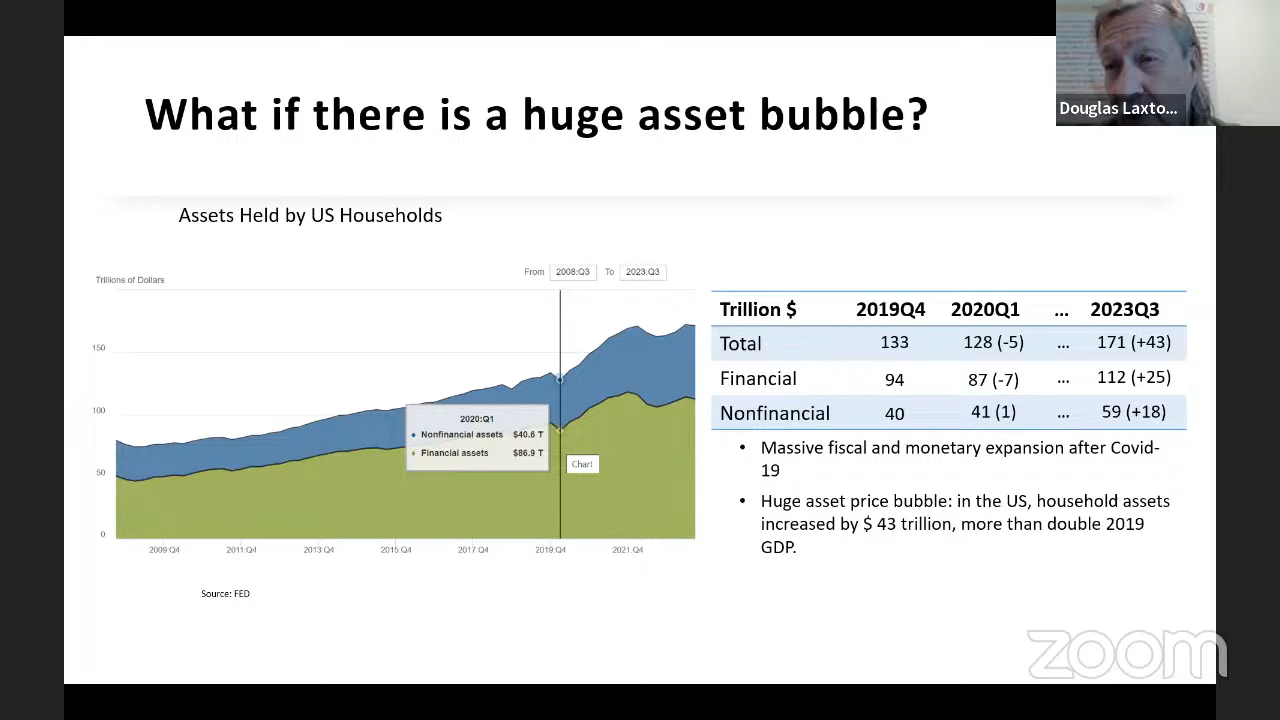 What if there is a huge asset bubble?
Douglas Laxto...
Assets Held by US Households
Trillions of Dollars
From 2008:Q3 To 2023:Q3
150
100
50
0
2020:Q1
Nonfinancial assets $40.6 T
Financial assets $86.9 T
Chart
2009:Q4 2011:Q4 2013:Q4 2015:Q4 2017:Q4 2019:Q4 2021:Q4
Source: FED
Trillion $ 2019Q4 2020Q1 ... 2023Q3
Total 133 128 (-5) ... 171 (+43)
Financial 94 87 (-7) ... 112 (+25)
Nonfinancial 40 41 (1) ... 59 (+18)
• Massive fiscal and monetary expansion after Covid-
19
• Huge asset price bubble: in the US, household assets
increased by $ 43 trillion, more than double 2019
GDP.
zoom